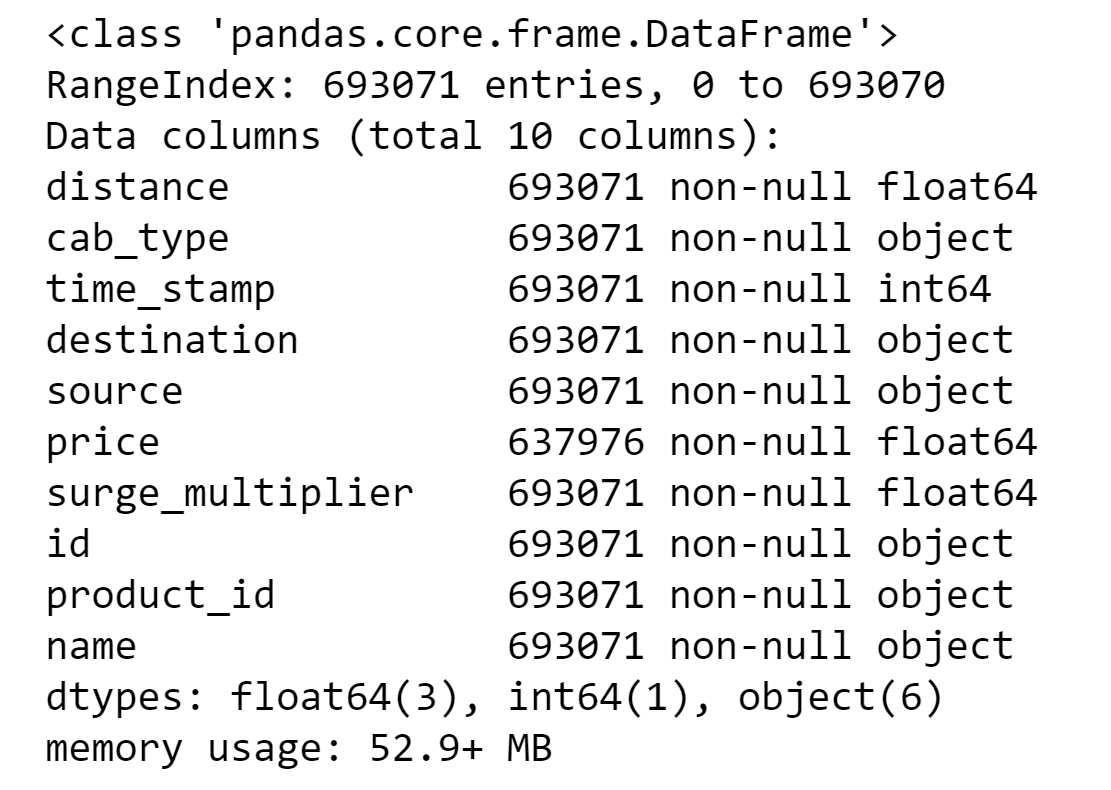 <class 'pandas.core.frame.DataFrame'>
RangeIndex: 693071 entries, 0 to 693070
Data columns (total 10 columns):
distance            693071 non-null float64
cab_type            693071 non-null object
time_stamp          693071 non-null int64
destination         693071 non-null object
source              693071 non-null object
price               637976 non-null float64
surge_multiplier    693071 non-null float64
id                  693071 non-null object
product_id          693071 non-null object
name                693071 non-null object
dtypes: float64(3), int64(1), object(6)
memory usage: 52.9+ MB